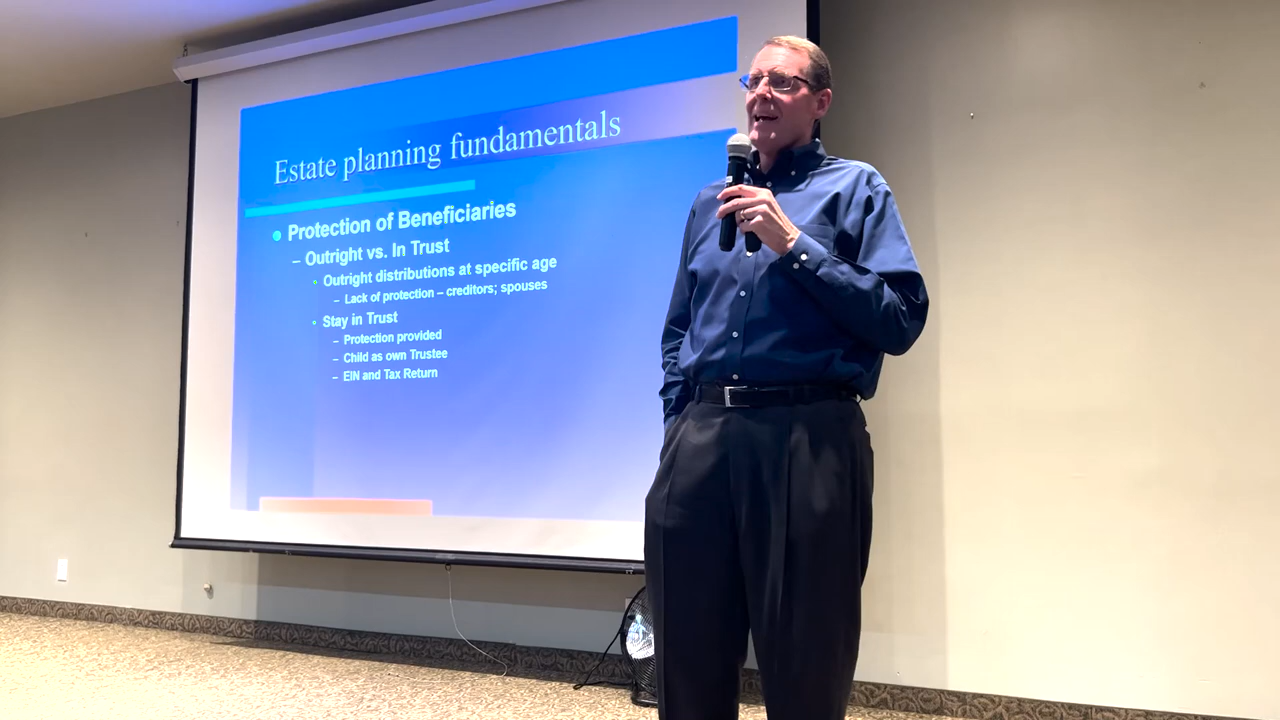 Estate planning fundamentals
Protection of Beneficiaries
– Outright vs. In Trust
Outright distributions at specific age
– Lack of protection – creditors; spouses
Stay in Trust
– Protection provided
– Child as own Trustee
– EIN and Tax Return